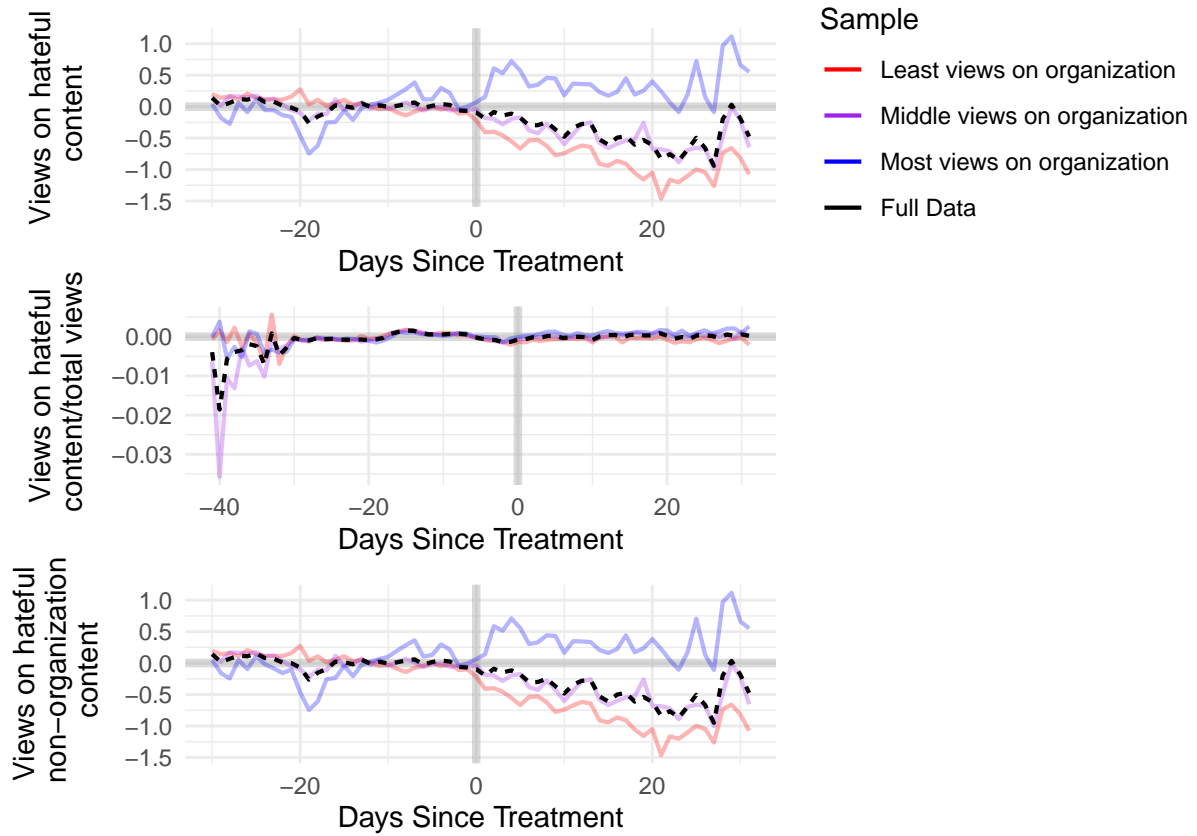 Views on hateful
content
1.0
0.5
0.0
−0.5
−1.0
−1.5
−20
0
20
Days Since Treatment
Sample
Least views on organization
Middle views on organization
Most views on organization
Full Data
Views on hateful
content/total views
0.00
−0.01
−0.02
−0.03
−40
−20
0
20
Days Since Treatment
Views on hateful
non−organization
content
1.0
0.5
0.0
−0.5
−1.0
−1.5
−20
0
20
Days Since Treatment